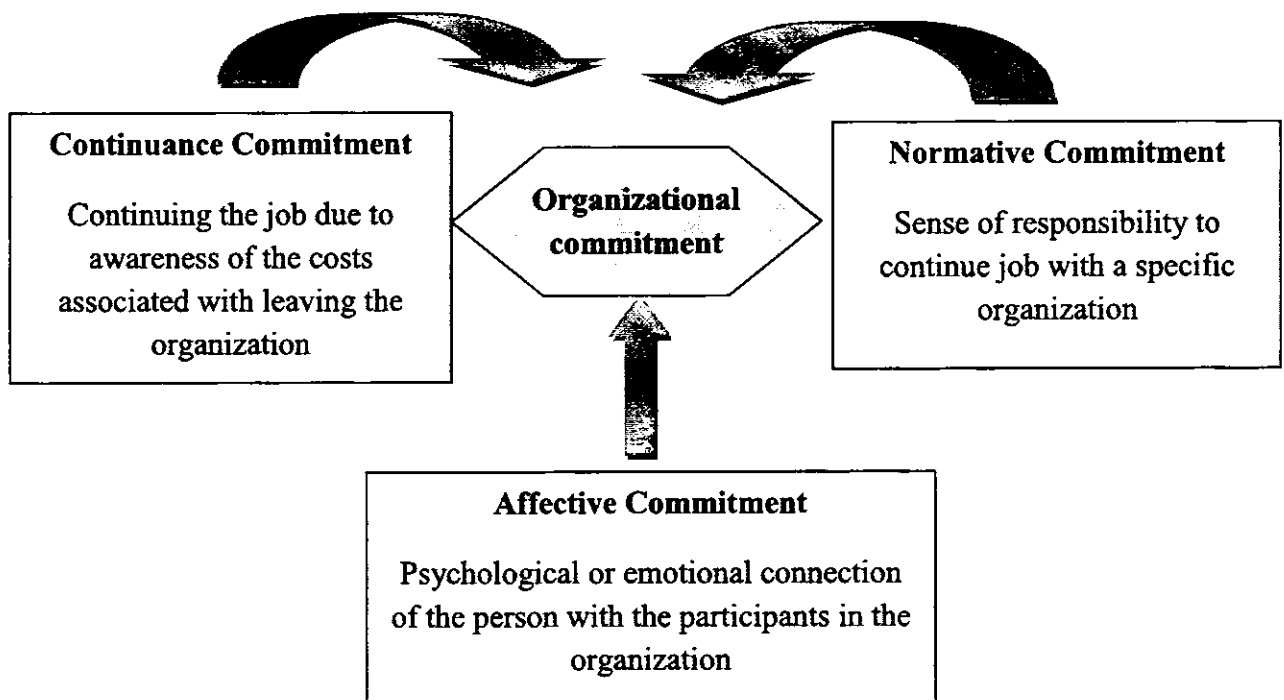 Continuance Commitment
Continuing the job due to
awareness of the costs
associated with leaving the
organization
Organizational
commitment
Normative Commitment
Sense of responsibility to
continue job with a specific
organization
Affective Commitment
Psychological or emotional connection
of the person with the participants in the
organization